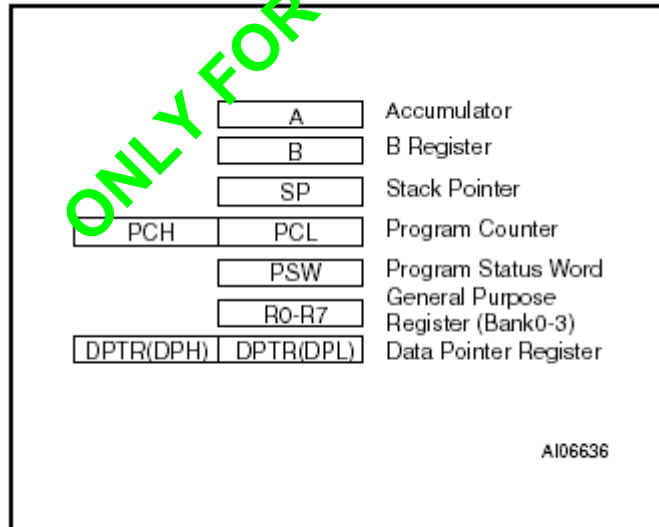 ONLY FOR
A Accumulator
B B Register
SP Stack Pointer
PCH PCL Program Counter
PSW Program Status Word
R0-R7 General Purpose
Register (Bank0-3)
DPTR(DPH) DPTR(DPL) Data Pointer Register
AI06636